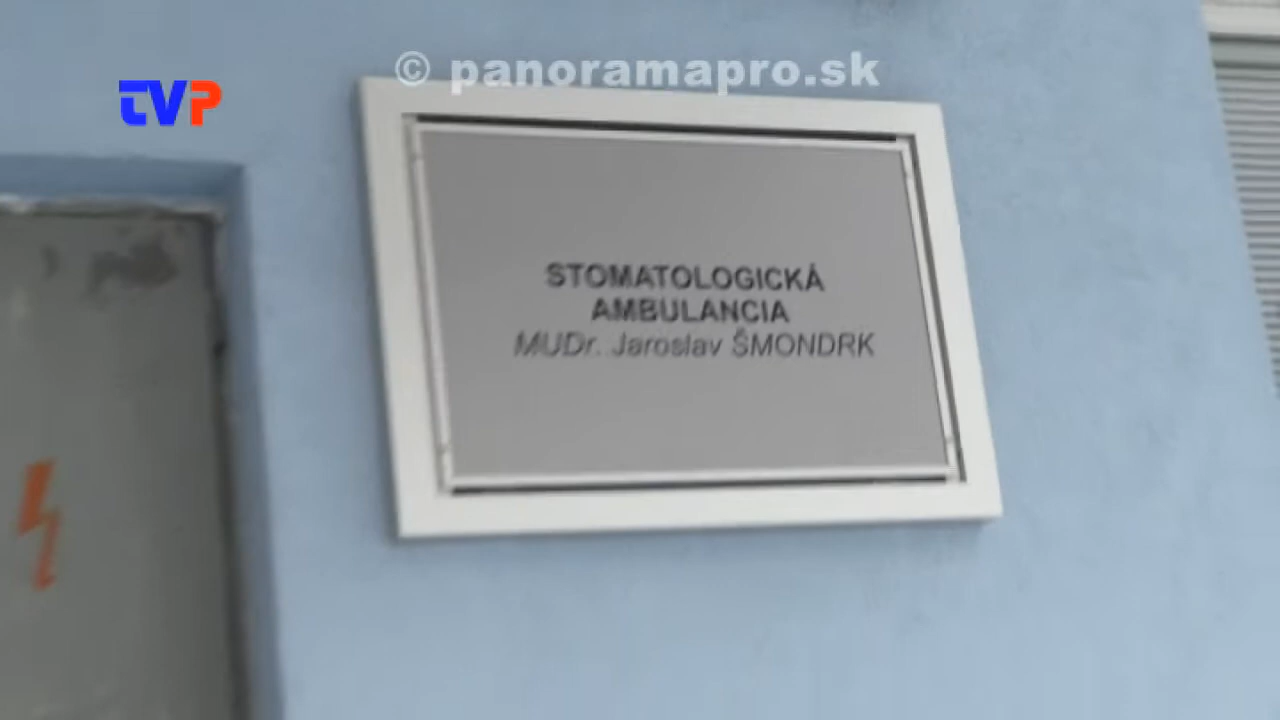 © panoramapro.sk
TVP
STOMATOLOGICKÁ
AMBULANCIA
MUDr. Jaroslav ŠMONDRK